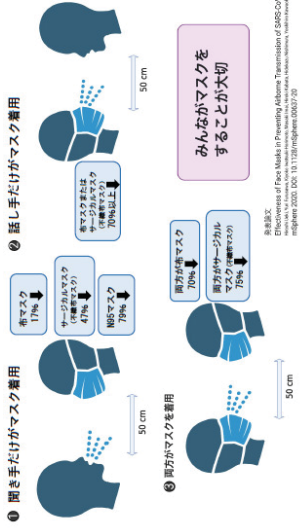 ❶ 聞き手だけがマスク着用
布マスク
17%
サージカルマスク
(不織布マスク)
47%
N95マスク
79%
50 cm
❷ 話し手だけがマスク着用
布マスクまたは
サージカルマスク
(不織布マスク)
70%以上
50 cm
❸ 両方がマスクを着用
両方が布マスク
70%
両方がサージカル
マスク(不織布マスク)
75%
50 cm
みんながマスクを
することが大切
発表論文
Effectiveness of Face Masks in Preventing Airborne Transmission of SARS-CoV
mSphere 2020, DOI: 10.1128/mSphere.00637-20